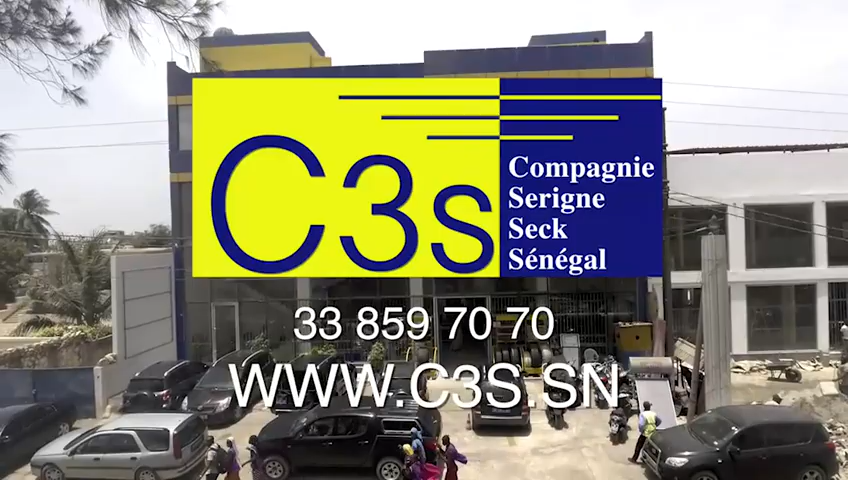 C3s
Compagnie
Serigne
Seck
Sénégal
33 859 70 70
WWW.C3S.SN